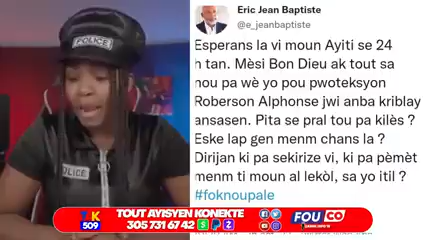 Eric Jean Baptiste
@e_jeanbaptiste
Esperans la vi moun Ayiti se 24
h tan. Mèsi Bon Dieu ak tout sa
nou pa wè yo pou pwoteksyon
Roberson Alphonse jwi anba kriblay
ansasen. Pita se pral tou pa kilès ?
Eske lap gen menm chans la ?
Dirijan ki pa sekirize vi, ki pa pèmèt
menm ti moun al lekòl, sa yo itil ?
#foknoupale
POLICE
POLICE
POLICE
509
TOUT AYISYEN KONEKTE
305 731 67 42
FOUCO